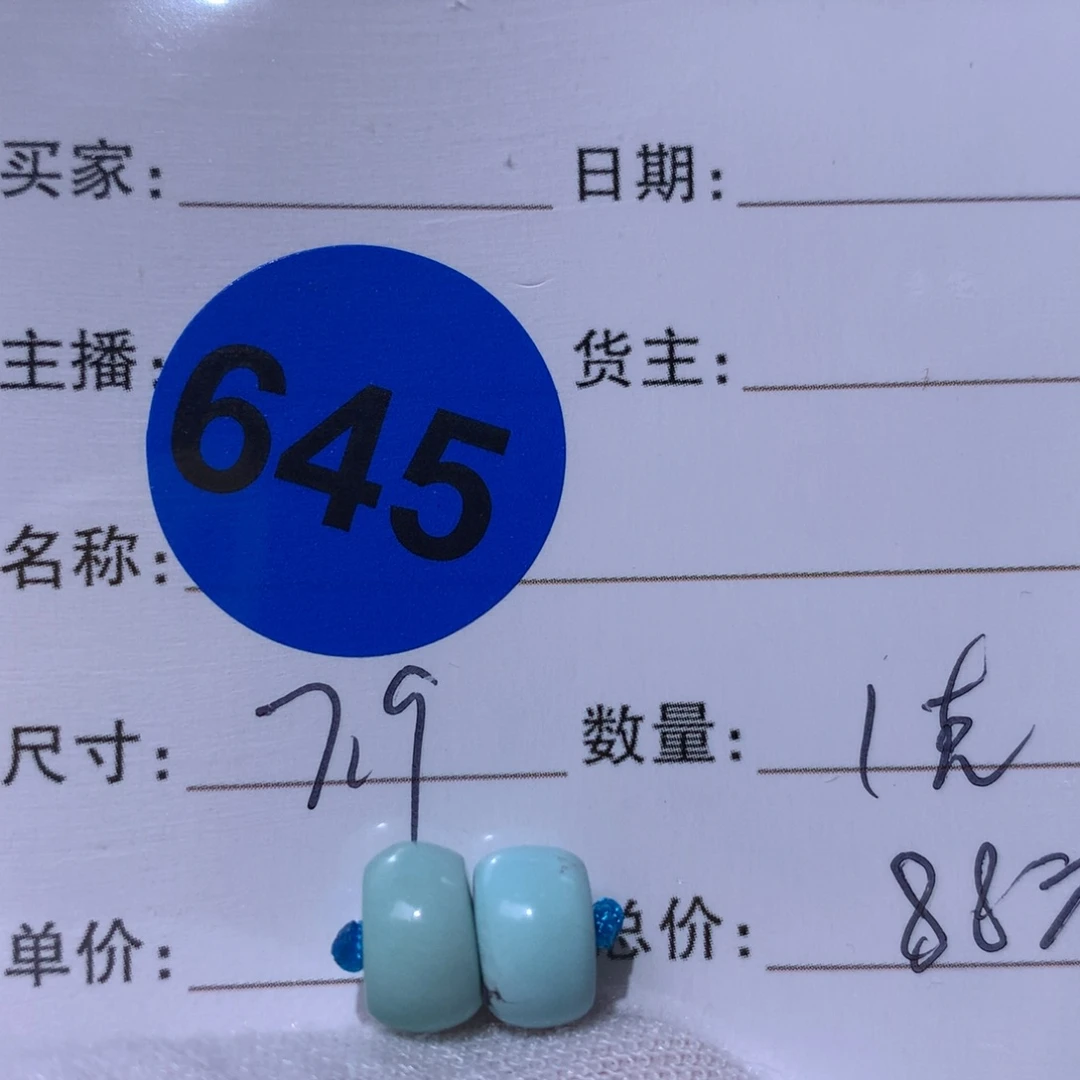 买家： 日期：
主播： 货主：
645
名称：
尺寸： 7.9 数量： 1克
单价： 总价： 88